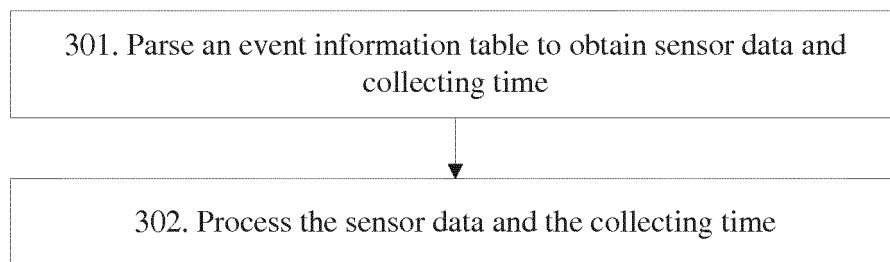 301. Parse an event information table to obtain sensor data and
collecting time
302. Process the sensor data and the collecting time